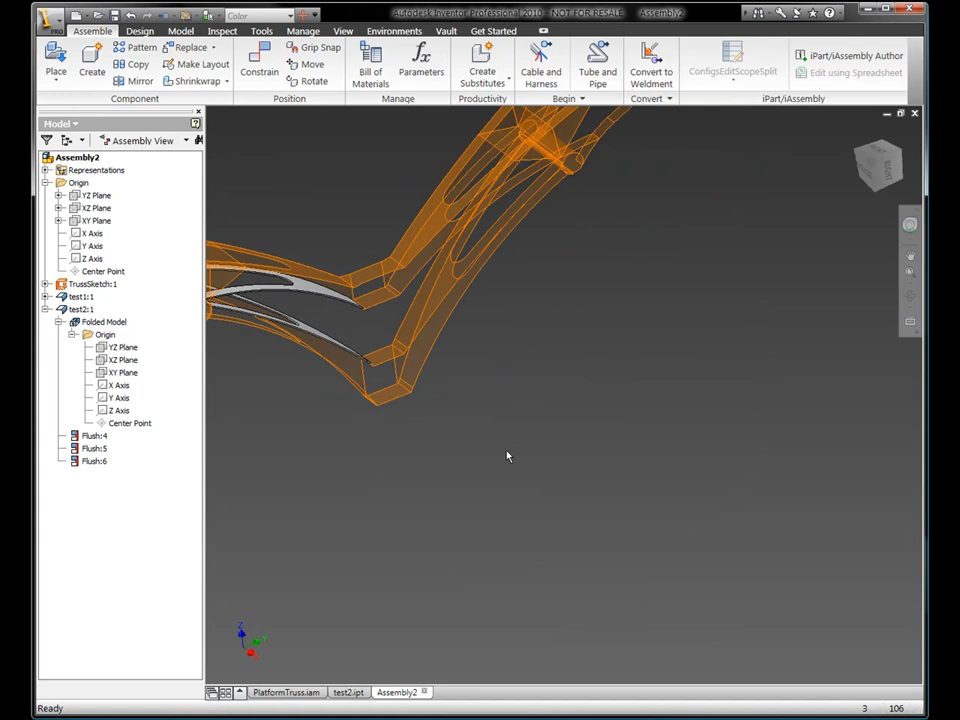 Color
Autodesk Inventor Professional 2010 - NOT FOR RESALE Assembly2
PRO
Assemble Design Model Inspect Tools Manage View Environments Vault Get Started
Place
Create
Pattern
Copy
Mirror
Replace
Make Layout
Shrinkwrap
Component
Constrain
Grip Snap
Move
Rotate
Position
Bill of
Materials
Parameters
Manage
Create
Substitutes
Productivity
Cable and
Harness
Tube and
Pipe
Begin
Convert to
Weldment
Convert
ConfigsEditScopeSplit
iPart/iAssembly Author
Edit using Spreadsheet
iPart/iAssembly
Model
Assembly View
Assembly2
Representations
Origin
YZ Plane
XZ Plane
XY Plane
X Axis
Y Axis
Z Axis
Center Point
TrussSketch:1
test1:1
test2:1
Folded Model
Origin
YZ Plane
XZ Plane
XY Plane
X Axis
Y Axis
Z Axis
Center Point
Flush:4
Flush:5
Flush:6
RIGHT
Z
PlatformTruss.iam test2.ipt Assembly2
Ready 3 106